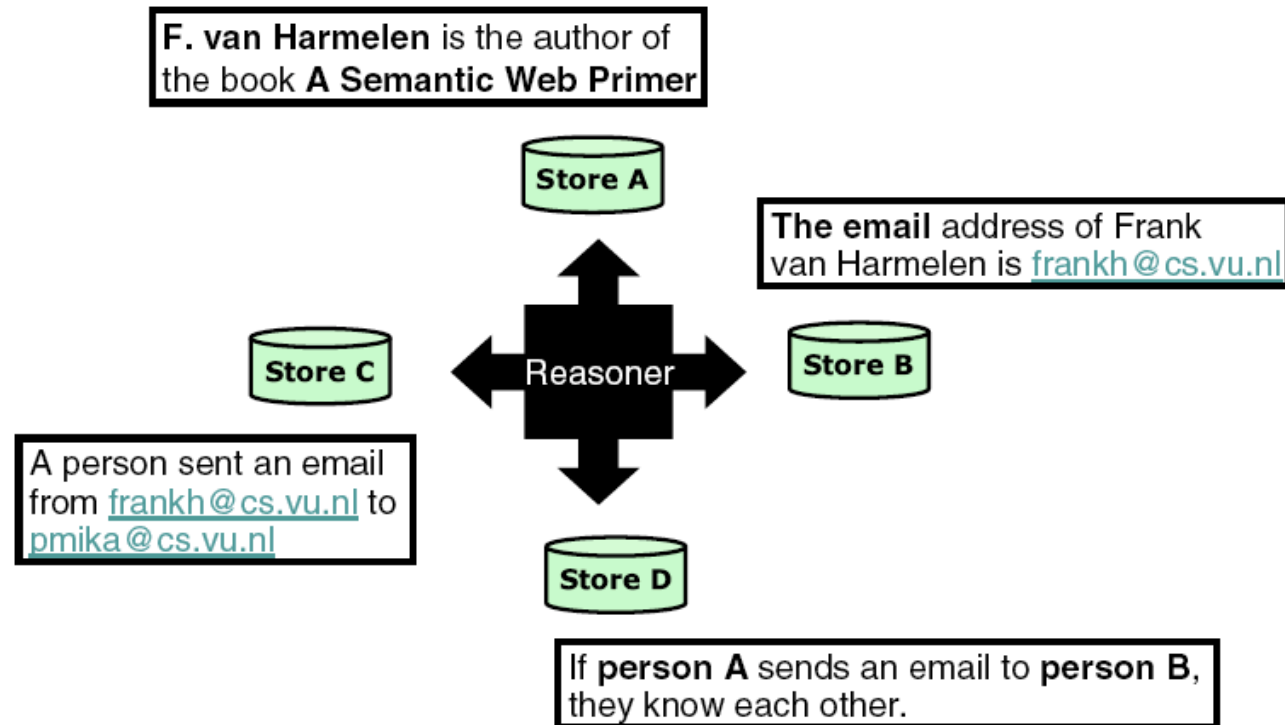 F. van Harmelen is the author of
the book A Semantic Web Primer
Store A
The email address of Frank
van Harmelen is frankh@cs.vu.nl
Store C
Reasoner
Store B
A person sent an email
from frankh@cs.vu.nl to
pmika@cs.vu.nl
Store D
If person A sends an email to person B,
they know each other.